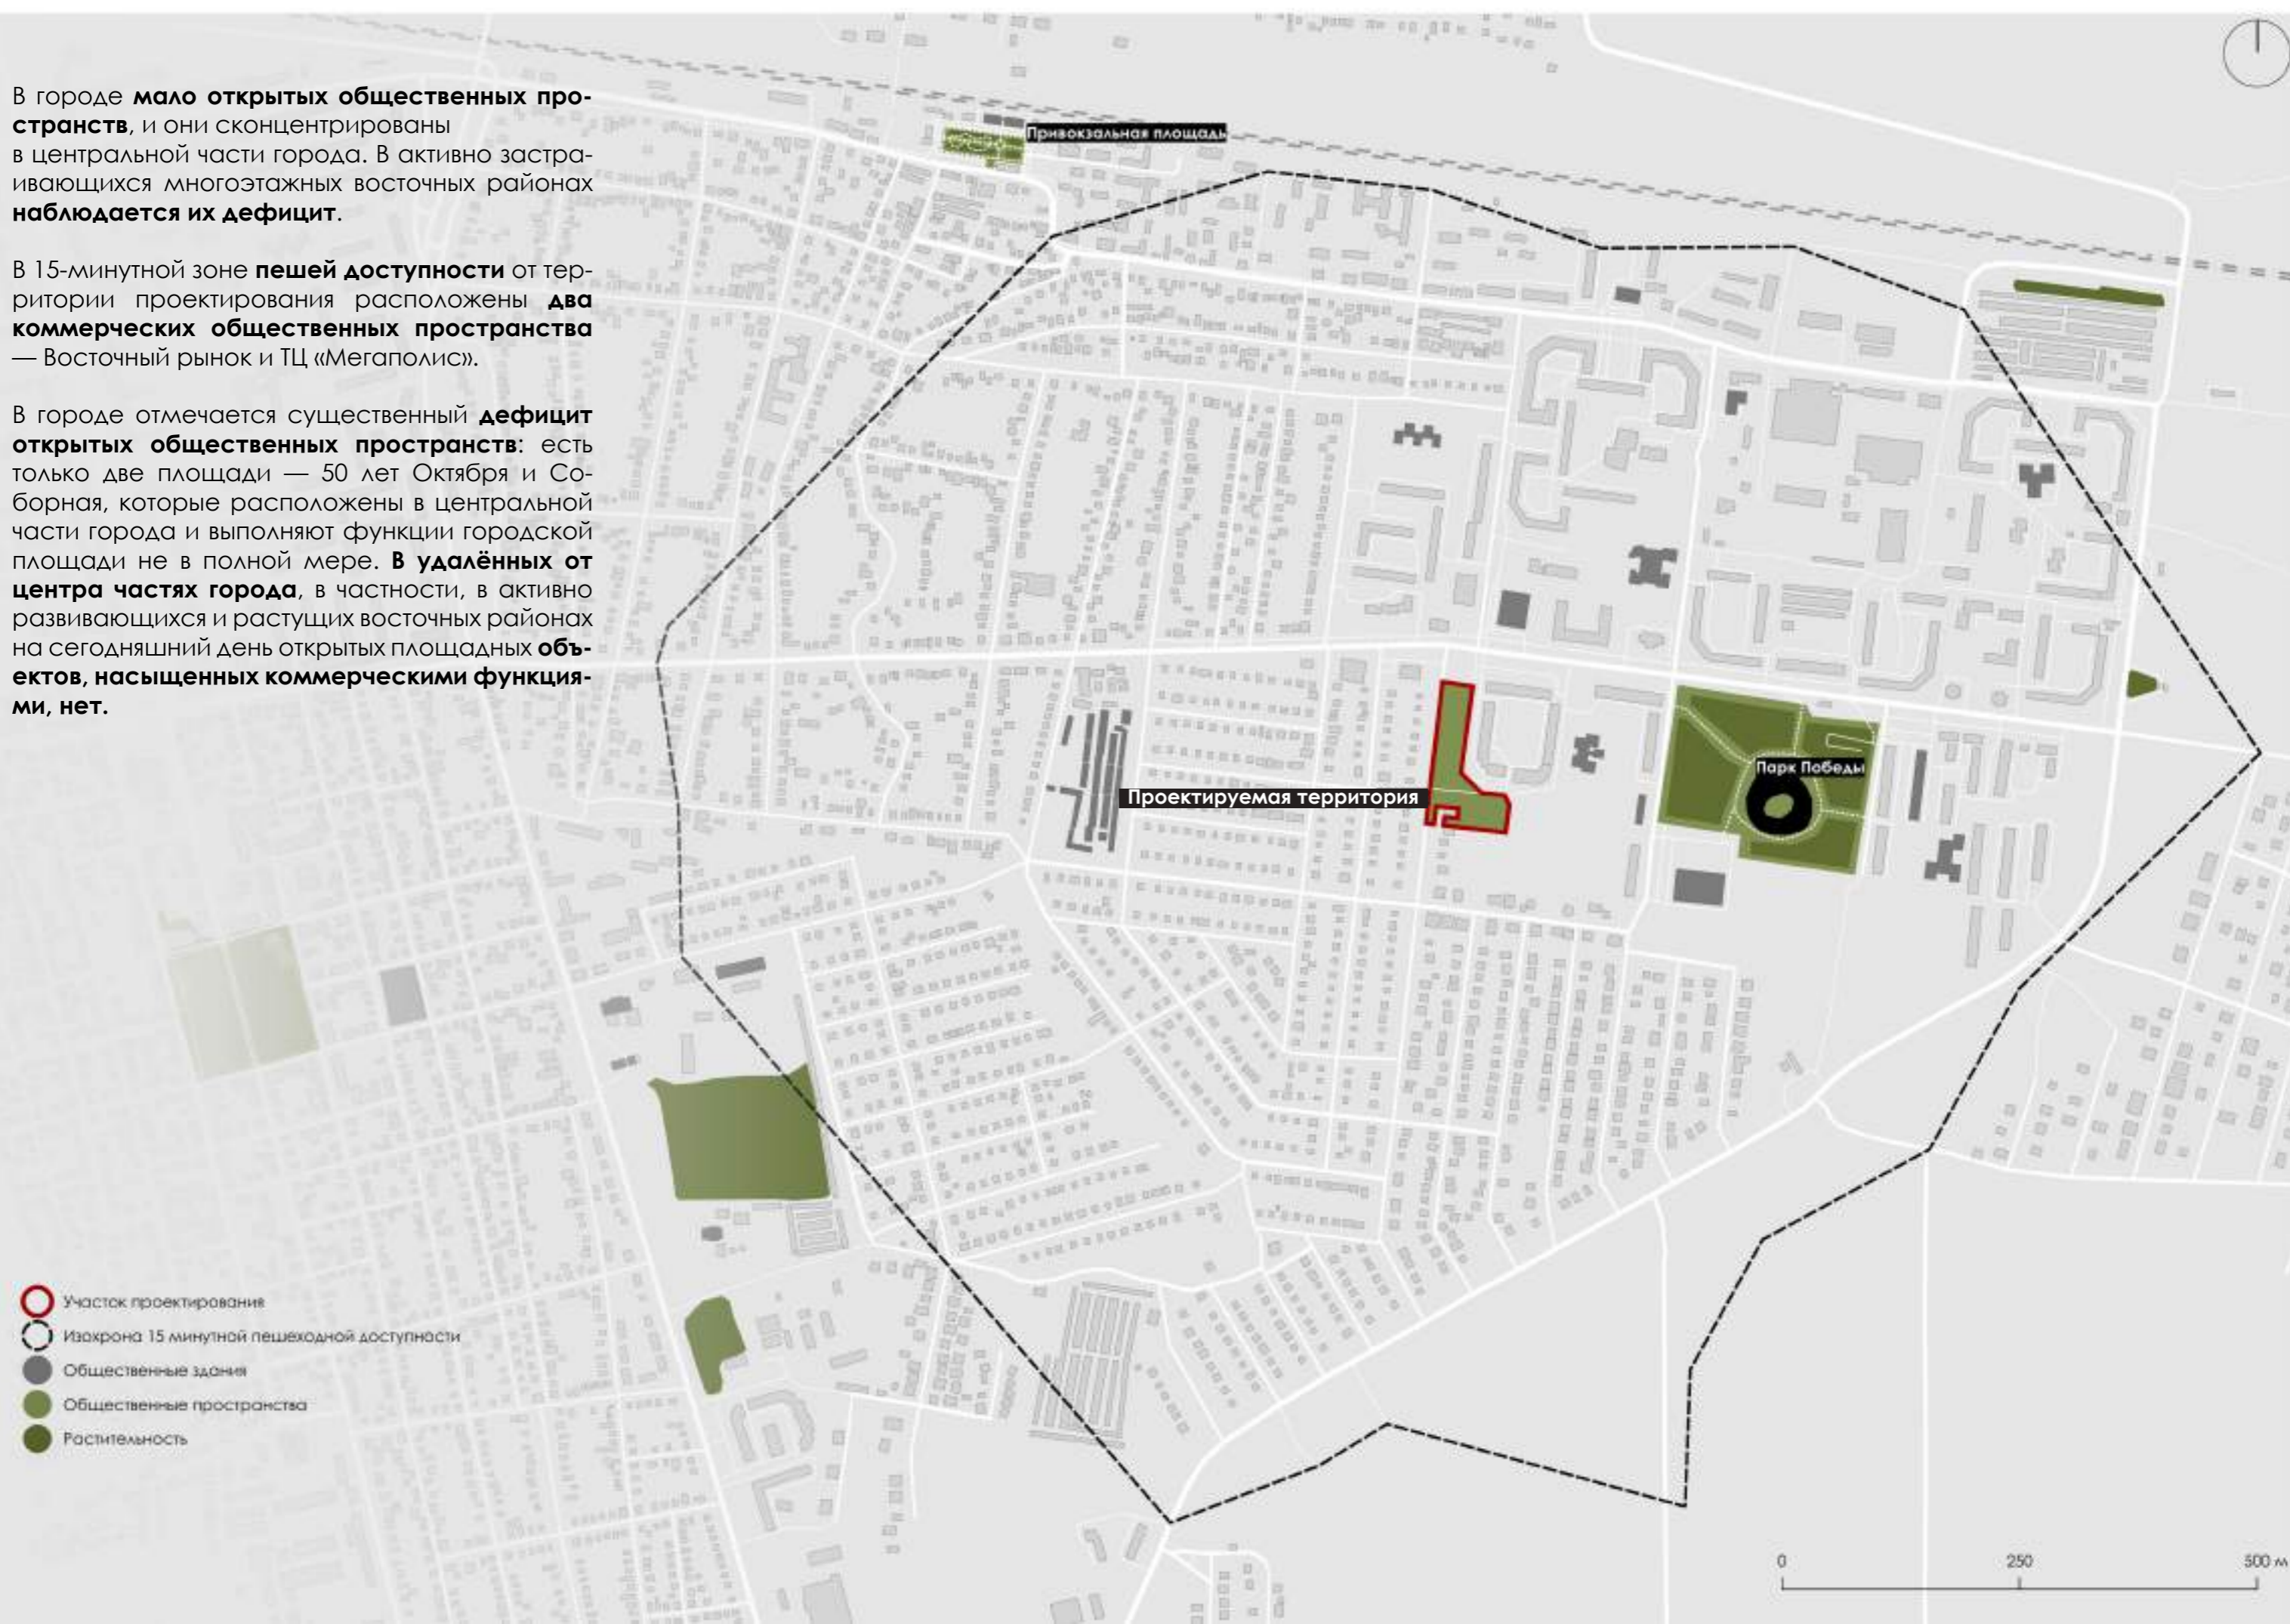 В городе мало открытых общественных про-
странств, и они сконцентрированы
в центральной части города. В активно застра-
ивающихся многоэтажных восточных районах
наблюдается их дефицит.
В 15-минутной зоне пешей доступности от тер-
ритории проектирования расположены два
коммерческих общественных пространства
— Восточный рынок и ТЦ «Мегаполис».
В городе отмечается существенный дефицит
открытых общественных пространств: есть
только две площади — 50 лет Октября и Со-
борная, которые расположены в центральной
части города и выполняют функции городской
площади не в полной мере. В удалённых от
центра частях города, в частности, в активно
развивающихся и растущих восточных районах
на сегодняшний день открытых площадных объ-
ектов, насыщенных коммерческими функция-
ми, нет.
Привокзальная площадь
Парк Победы
Проектируемая территория
Участок проектирования
Изохрона 15 минутной пешеходной доступности
Общественные здания
Общественные пространства
Растительность
0 250 500 м